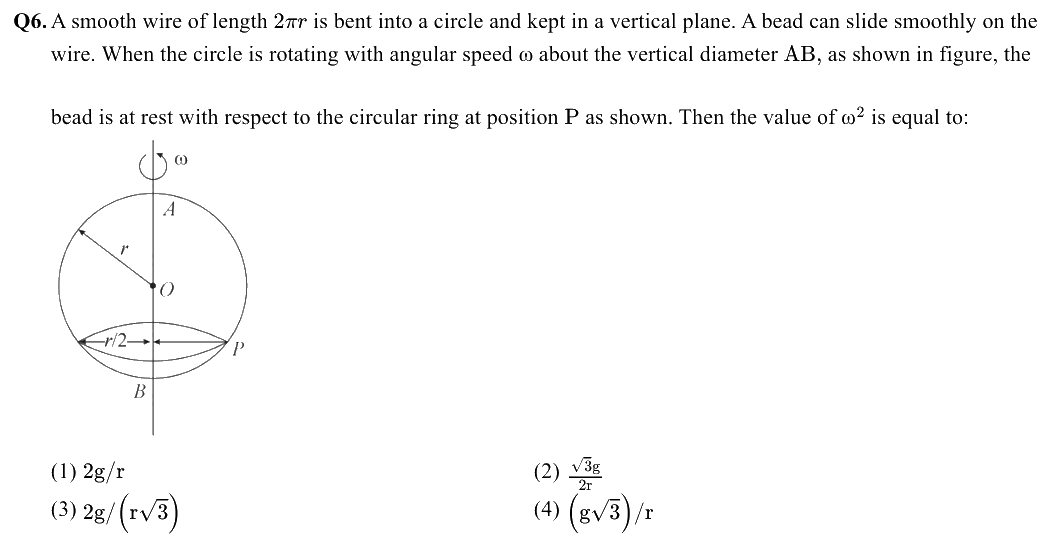 Q6. A smooth wire of length 2πr is bent into a circle and kept in a vertical plane. A bead can slide smoothly on the
wire. When the circle is rotating with angular speed ω about the vertical diameter AB, as shown in figure, the
bead is at rest with respect to the circular ring at position P as shown. Then the value of ω² is equal to:
ω
A
r
O
r/2
P
B
(1) 2g/r
(2) √3g/2r
(3) 2g/(r√3)
(4) (g√3)/r